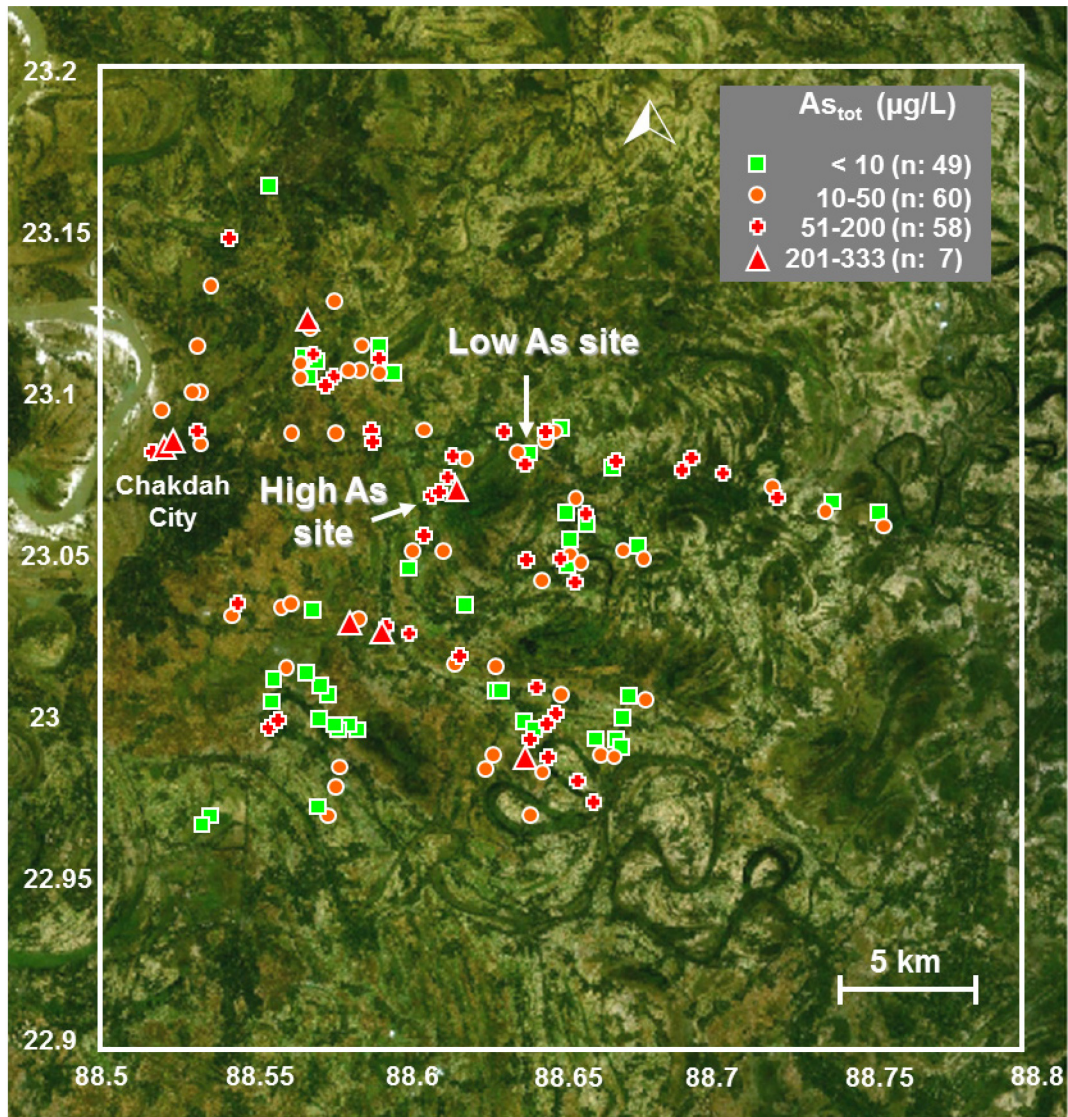 23.2
As_tot (µg/L)
< 10 (n: 49)
10-50 (n: 60)
51-200 (n: 58)
201-333 (n: 7)
23.15
Low As site
23.1
Chakdah
City
High As
site
23.05
23
22.95
5 km
22.9
88.5 88.55 88.6 88.65 88.7 88.75 88.8